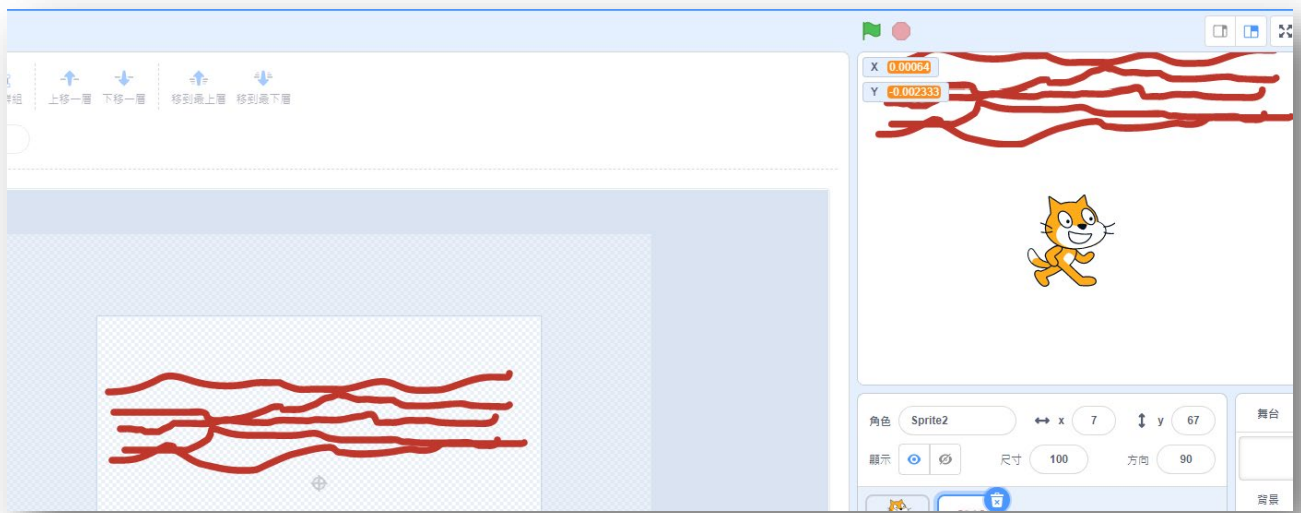 上移一層 下移一層 移到最上層 移到最下層
X 0.00064
Y -0.002333
角色 Sprite2 x 7 y 67
顯示 尺寸 100 方向 90
舞台
背景